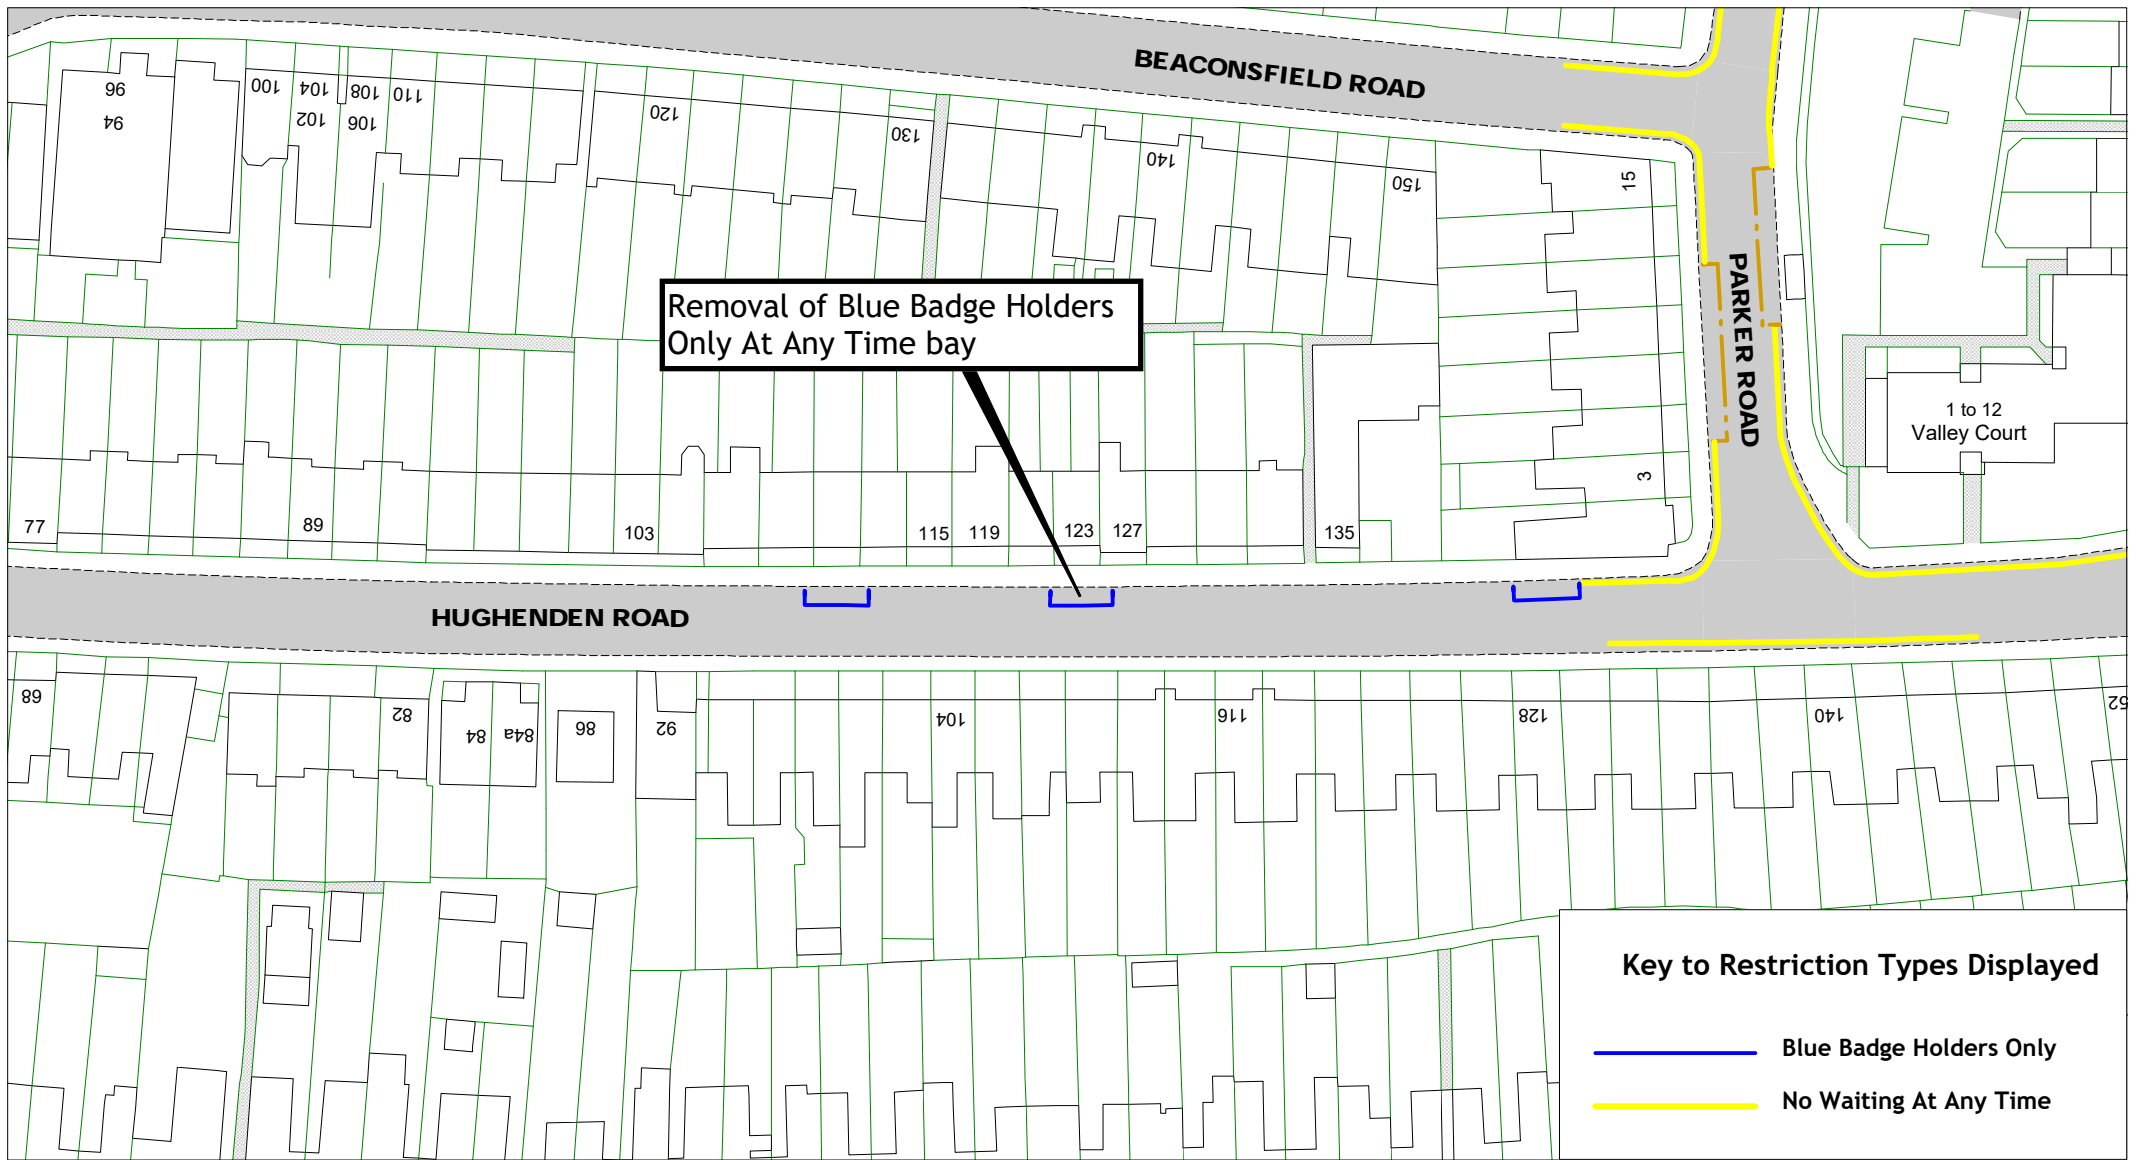 BEACONSFIELD ROAD
96
94
100
104
108
110
102
106
120
130
140
150
15
PARKER ROAD
Removal of Blue Badge Holders
Only At Any Time bay
1 to 12
Valley Court
3
77
89
103
115
119
123
127
135
HUGHENDEN ROAD
68
82
84
84a
86
92
104
116
128
140
52
Key to Restriction Types Displayed
Blue Badge Holders Only
No Waiting At Any Time